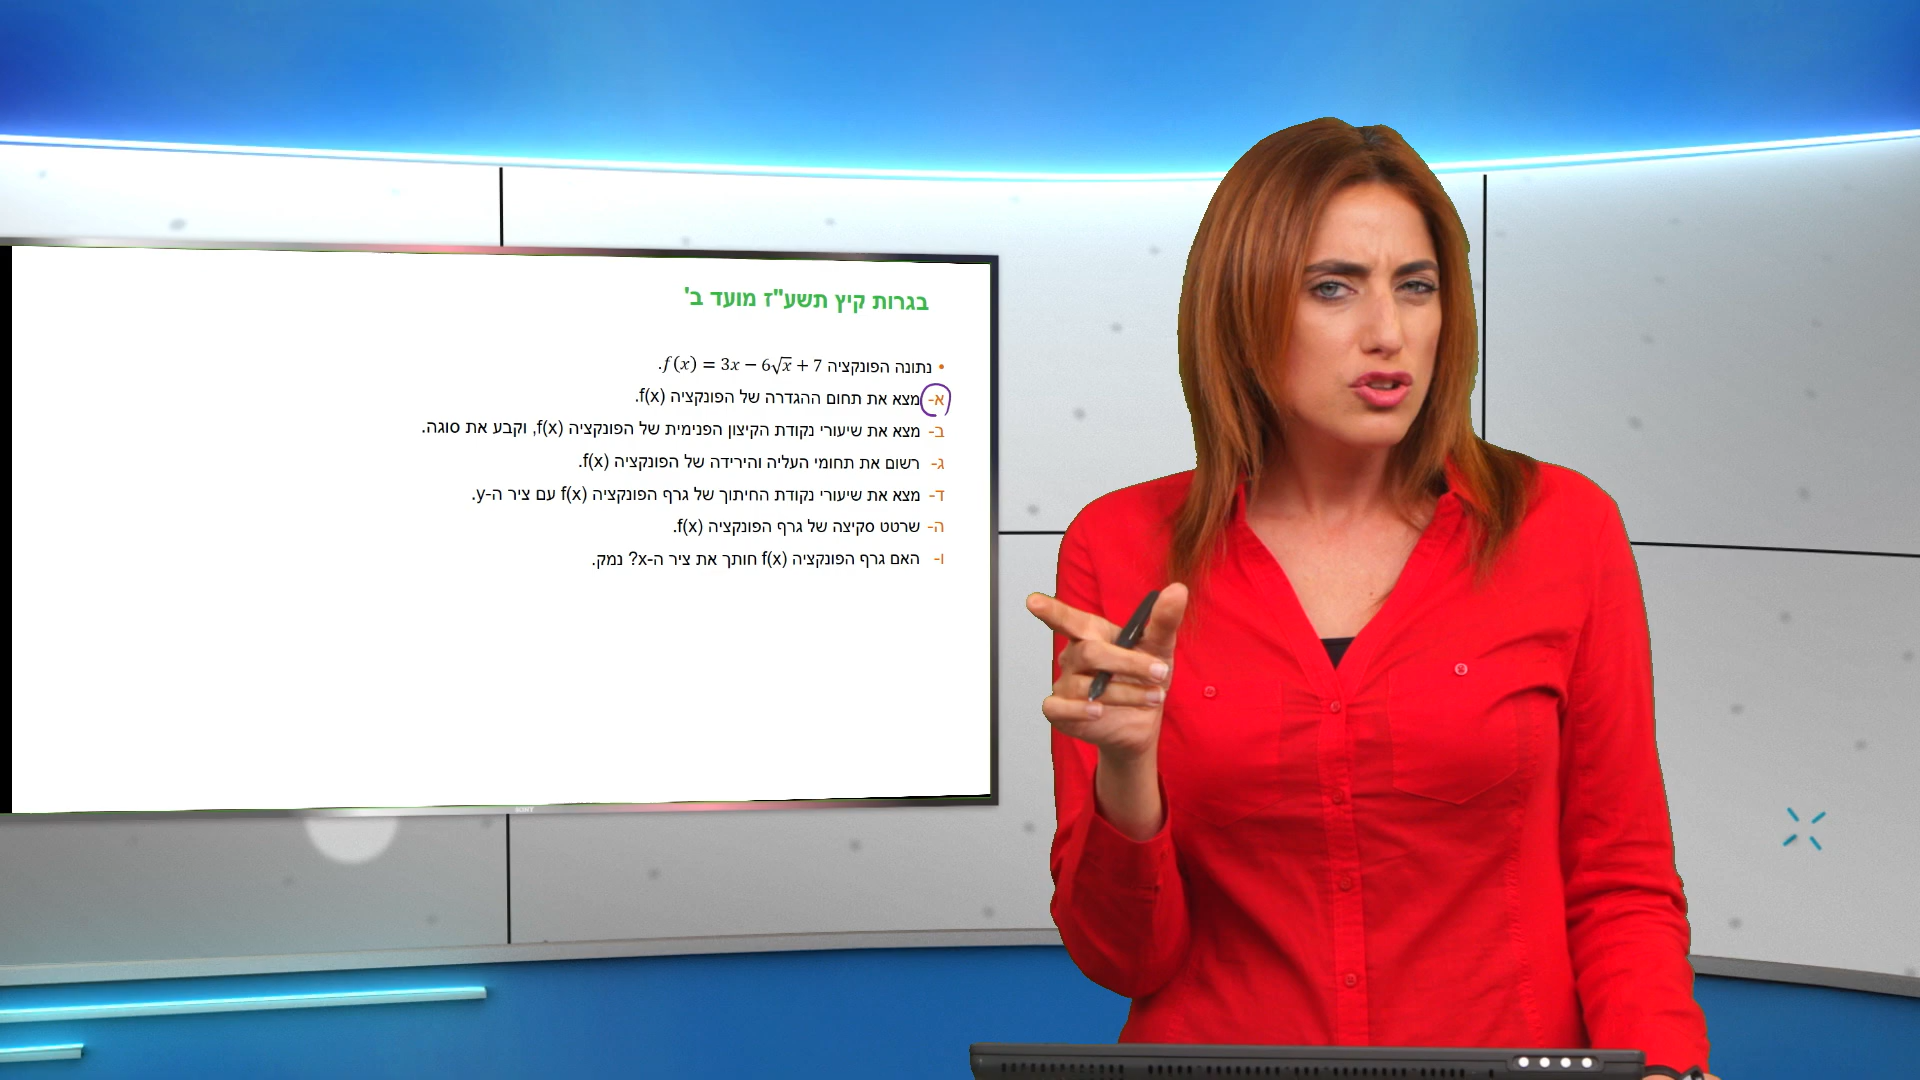 בגרות קיץ תשע"ז מועד ב'
• נתונה הפונקציה f(x) = 3x − 6√x + 7.
א- מצא את תחום ההגדרה של הפונקציה f(x).
ב- מצא את שיעורי נקודת הקיצון הפנימית של הפונקציה f(x), וקבע את סוגה.
ג- רשום את תחומי העליה והירידה של הפונקציה f(x).
ד- מצא את שיעורי נקודת החיתוך של גרף הפונקציה f(x) עם ציר ה-y.
ה- שרטט סקיצה של גרף הפונקציה f(x).
ו- האם גרף הפונקציה f(x) חותך את ציר ה-x? נמק.
SONY